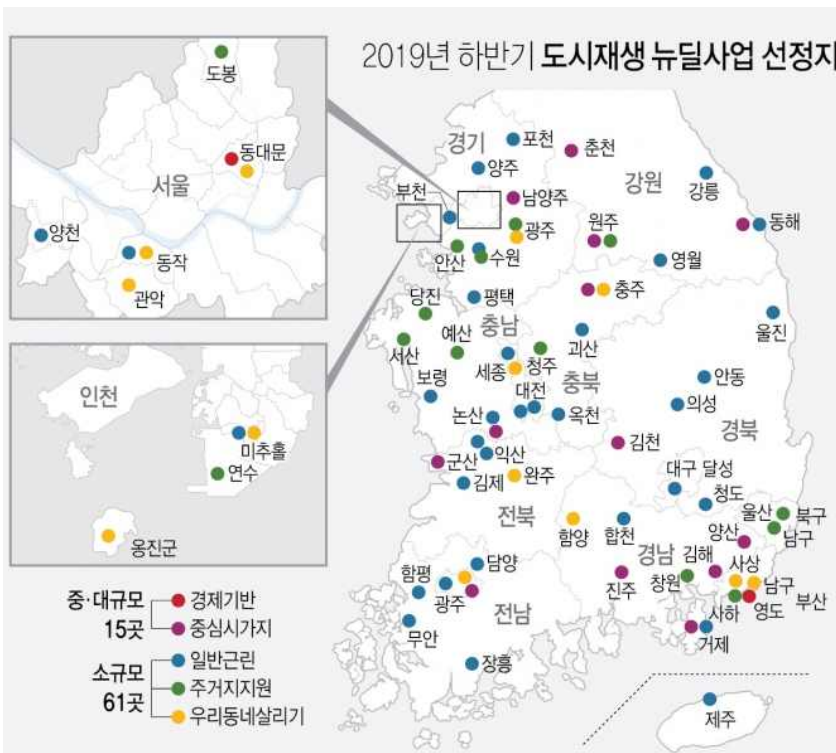 2019년 하반기 도시재생 뉴딜사업 선정지
도봉
동대문
서울
양천
동작
관악
인천
미추홀
연수
옹진군
경기
포천
춘천
양주
강원
강릉
부천
남양주
동해
광주
원주
안산
수원
영월
평택
충주
당진
충남
울진
예산
괴산
서산
청주
세종
보령
충북
안동
대전
의성
논산
옥천
경북
김천
군산
익산
대구 달성
김제
완주
청도
전북
울산
북구
함양
합천
양산
남구
담양
경남
김해
사상
함평
진주
창원
남구
광주
전남
사하
영도
부산
무안
거제
장흥
제주
중·대규모
15곳
경제기반
중심시가지
소규모
61곳
일반근린
주거지지원
우리동네살리기